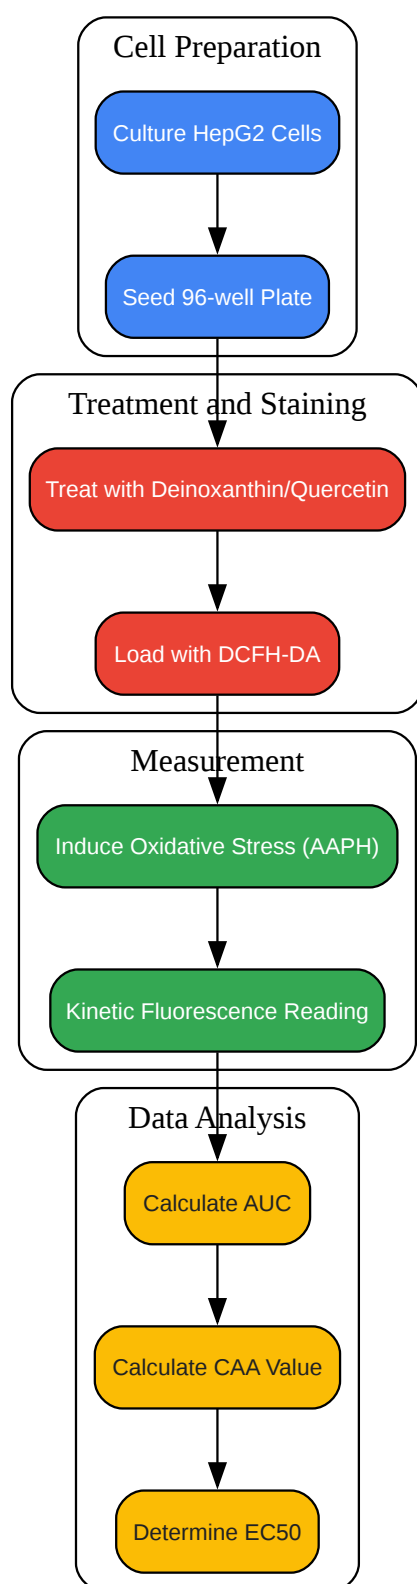 Cell Preparation
Culture HepG2 Cells
Seed 96-well Plate
Treatment and Staining
Treat with Deinoxanthin/Quercetin
Load with DCFH-DA
Measurement
Induce Oxidative Stress (AAPH)
Kinetic Fluorescence Reading
Data Analysis
Calculate AUC
Calculate CAA Value
Determine EC50